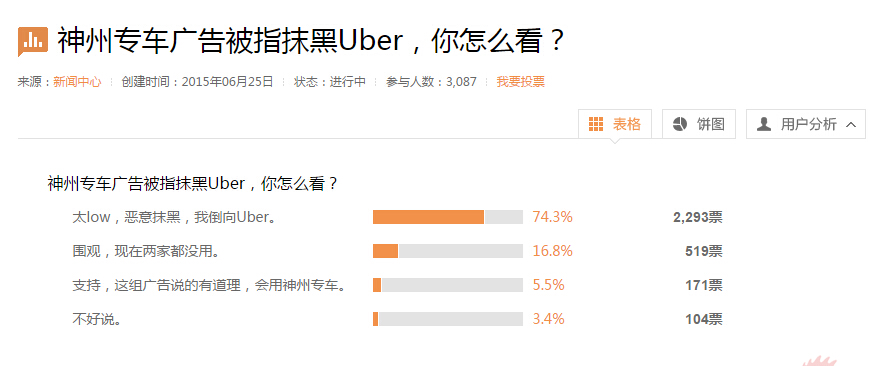 神州专车广告被指抹黑Uber，你怎么看？
来源：新闻中心 创建时间：2015年06月25日 状态：进行中 参与人数：3,087 我要投票
表格 饼图 用户分析
神州专车广告被指抹黑Uber，你怎么看？
太low，恶意抹黑，我倒向Uber。 74.3% 2,293票
围观，现在两家都没用。 16.8% 519票
支持，这组广告说的有道理，会用神州专车。 5.5% 171票
不好说。 3.4% 104票